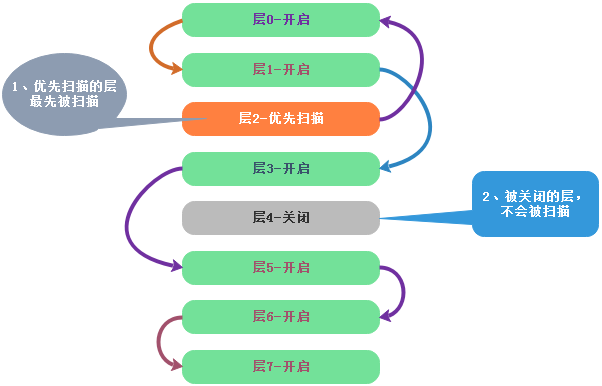 层0-开启
层1-开启
1、优先扫描的层
最先被扫描
层2-优先扫描
层3-开启
2、被关闭的层，
不会被扫描
层4-关闭
层5-开启
层6-开启
层7-开启